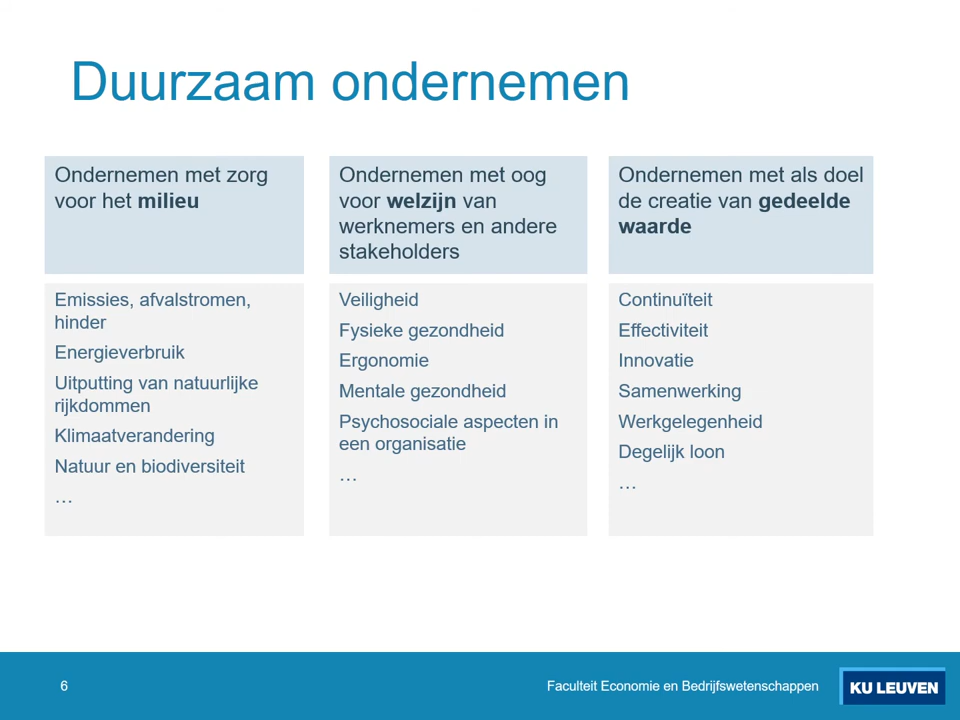 Duurzaam ondernemen
Ondernemen met zorg
voor het milieu
Emissies, afvalstromen,
hinder
Energieverbruik
Uitputting van natuurlijke
rijkdommen
Klimaatverandering
Natuur en biodiversiteit
…
Ondernemen met oog
voor welzijn van
werknemers en andere
stakeholders
Veiligheid
Fysieke gezondheid
Ergonomie
Mentale gezondheid
Psychosociale aspecten in
een organisatie
…
Ondernemen met als doel
de creatie van gedeelde
waarde
Continuïteit
Effectiviteit
Innovatie
Samenwerking
Werkgelegenheid
Degelijk loon
…
6
Faculteit Economie en Bedrijfswetenschappen
KU LEUVEN